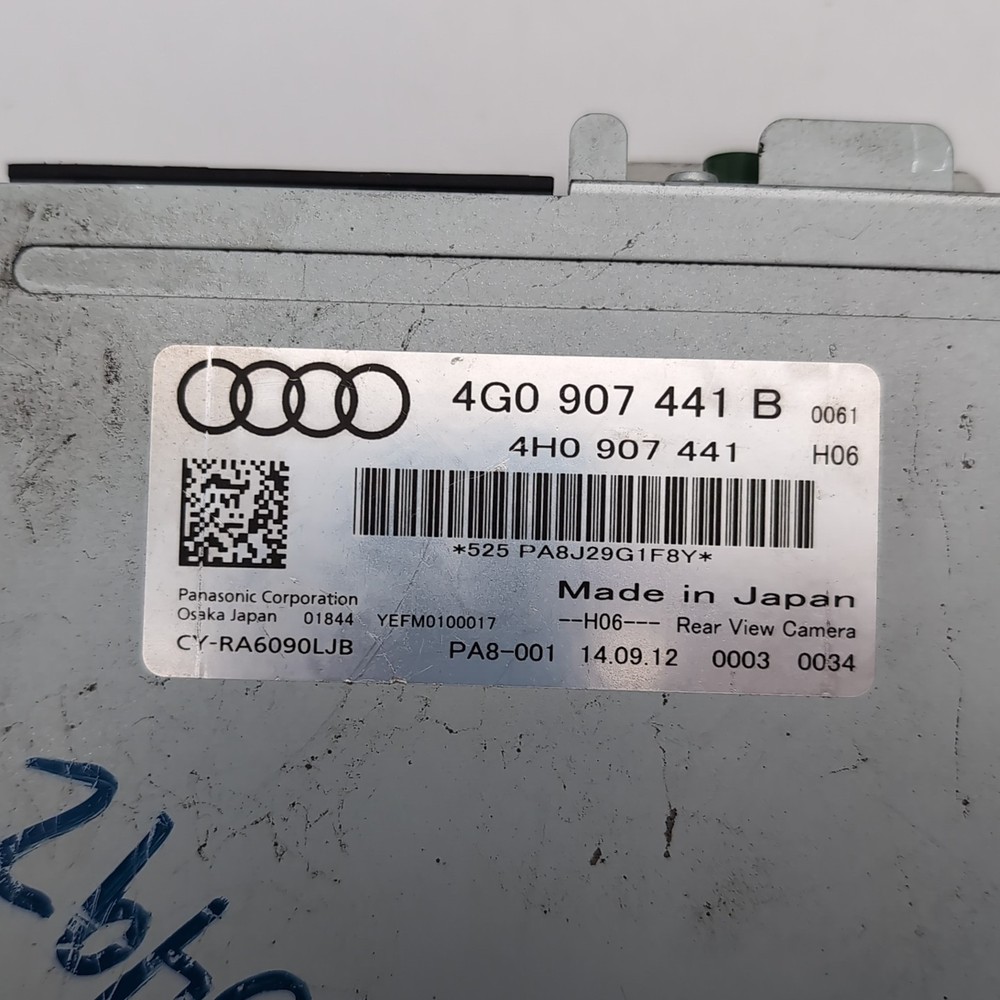 4G0 907 441 B 0061
4H0 907 441 H06
*525 PA8J29G1F8Y*
Made in Japan
Panasonic Corporation
Osaka Japan 01844 YEFM0100017 --H06--- Rear View Camera
CY-RA6090LJB PA8-001 14.09.12 0003 0034